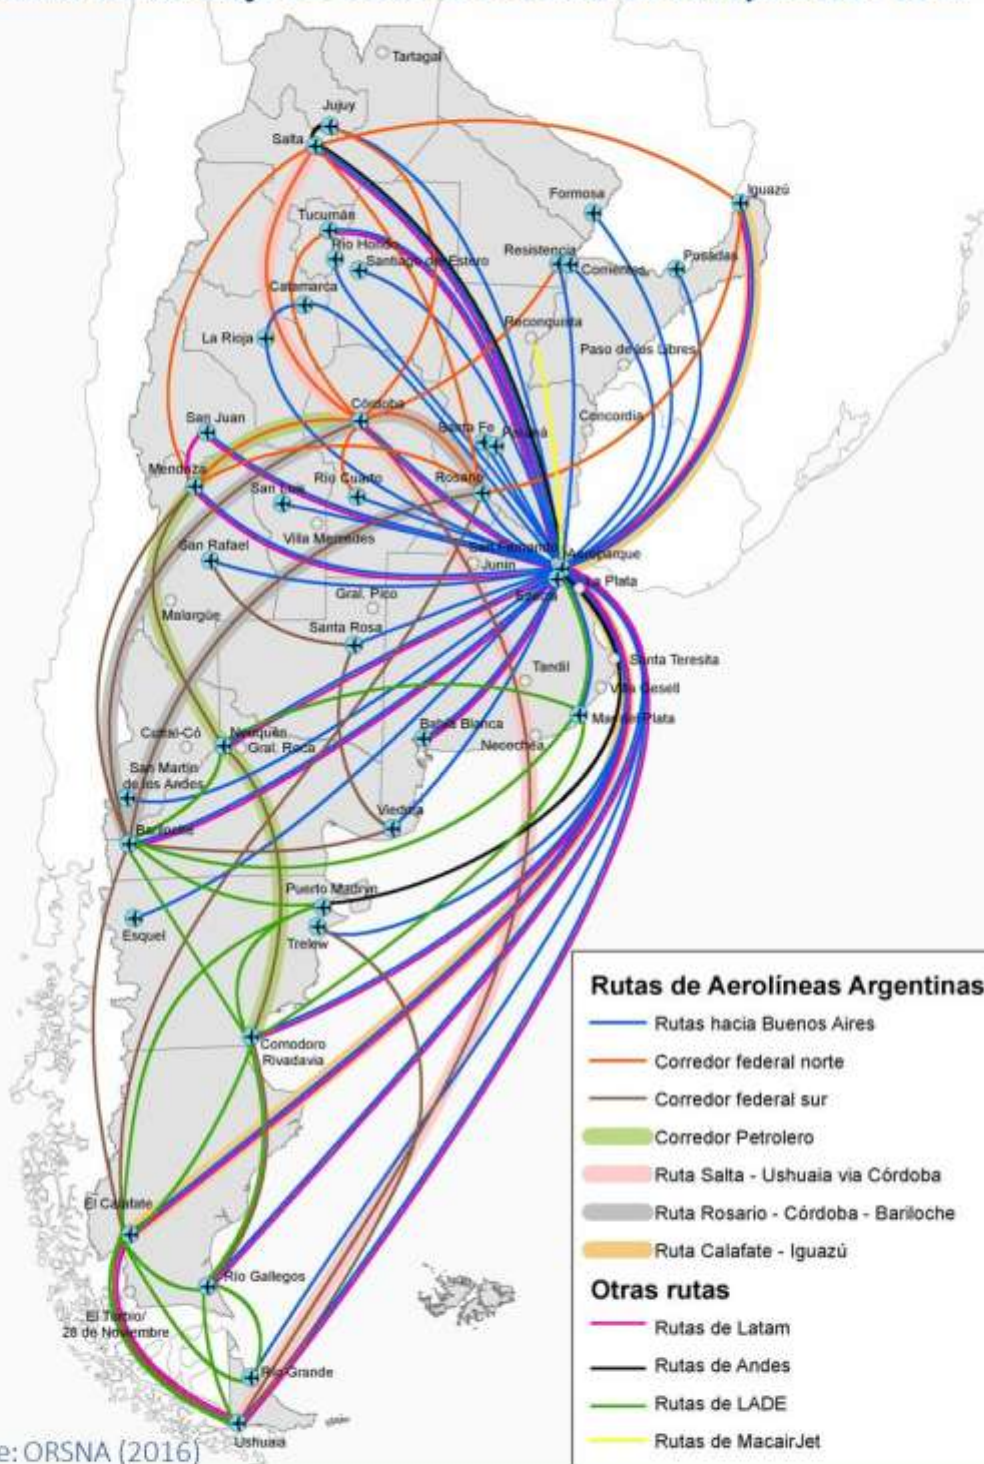 Tartagal
Jujuy
Salta
Iguazú
Formosa
Tucumán
Río Hondo
Santiago del Estero
Resistencia
Corrientes
Posadas
Catamarca
La Rioja
Reconquista
Paso de los Libres
Córdoba
San Juan
Santa Fe
Paraná
Concordia
Mendoza
San Luis
Río Cuarto
Rosario
Villa Mercedes
San Rafael
San Fernando
Aeroparque
Junín
La Plata
Ezeiza
Gral. Pico
Malargüe
Santa Rosa
Santa Teresita
Tandil
Villa Gesell
Mar del Plata
Bahía Blanca
Necochea
Cutral-Có
Neuquén
Gral. Roca
San Martín
de los Andes
Viedma
Bariloche
Puerto Madryn
Esquel
Trelew
Comodoro
Rivadavia
El Calafate
Río Gallegos
El Turbio/
28 de Noviembre
Río Grande
Ushuaia
Rutas de Aerolíneas Argentinas
Rutas hacia Buenos Aires
Corredor federal norte
Corredor federal sur
Corredor Petrolero
Ruta Salta - Ushuaia via Córdoba
Ruta Rosario - Córdoba - Bariloche
Ruta Calafate - Iguazú
Otras rutas
Rutas de Latam
Rutas de Andes
Rutas de LADE
Rutas de MacairJet
e: ORSNA (2016)